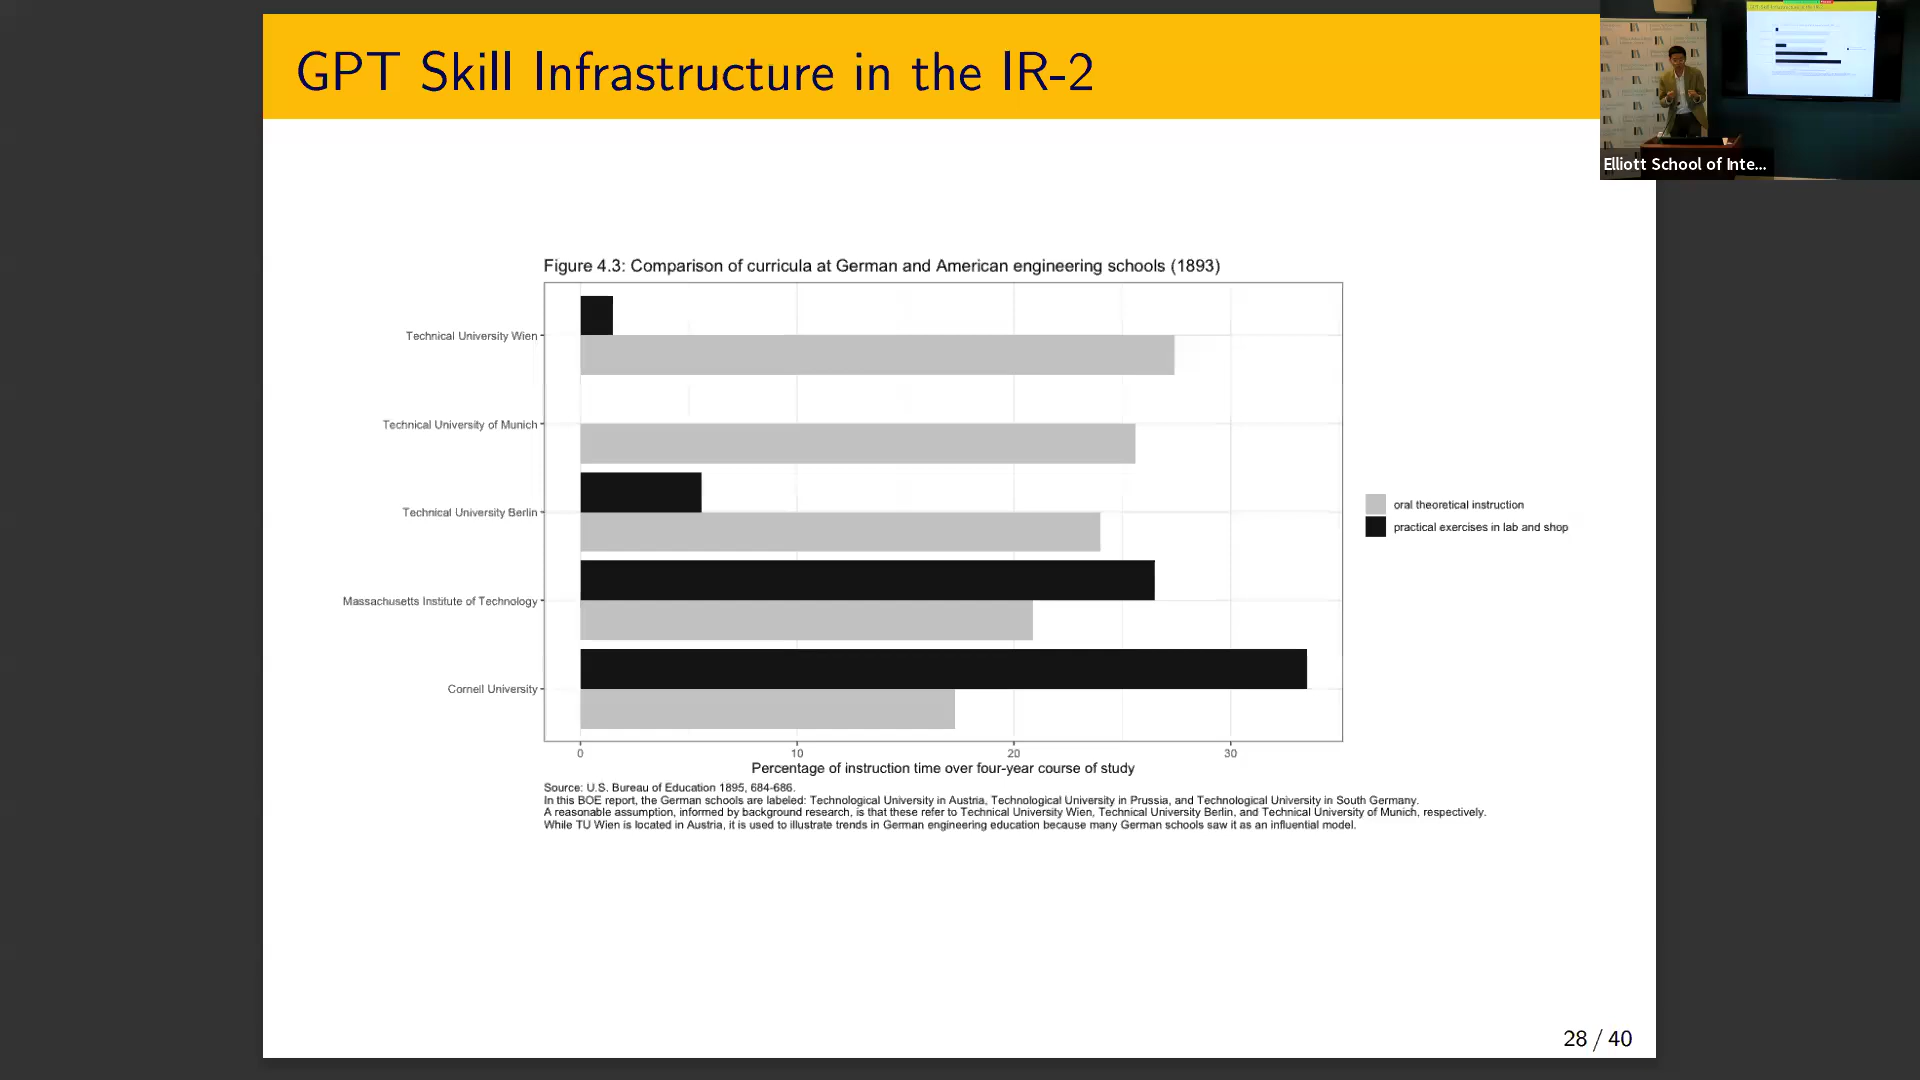 GPT Skill Infrastructure in the IR-2
Elliott School of Inte...
Figure 4.3: Comparison of curricula at German and American engineering schools (1893)
Technical University Wien
Technical University of Munich
Technical University Berlin
Massachusetts Institute of Technology
Cornell University
oral theoretical instruction
practical exercises in lab and shop
0 10 20 30
Percentage of instruction time over four-year course of study
Source: U.S. Bureau of Education 1895, 684-686.
In this BOE report, the German schools are labeled: Technological University in Austria, Technological University in Prussia, and Technological University in South Germany.
A reasonable assumption, informed by background research, is that these refer to Technical University Wien, Technical University Berlin, and Technical University of Munich, respectively.
While TU Wien is located in Austria, it is used to illustrate trends in German engineering education because many German schools saw it as an influential model.
28 / 40